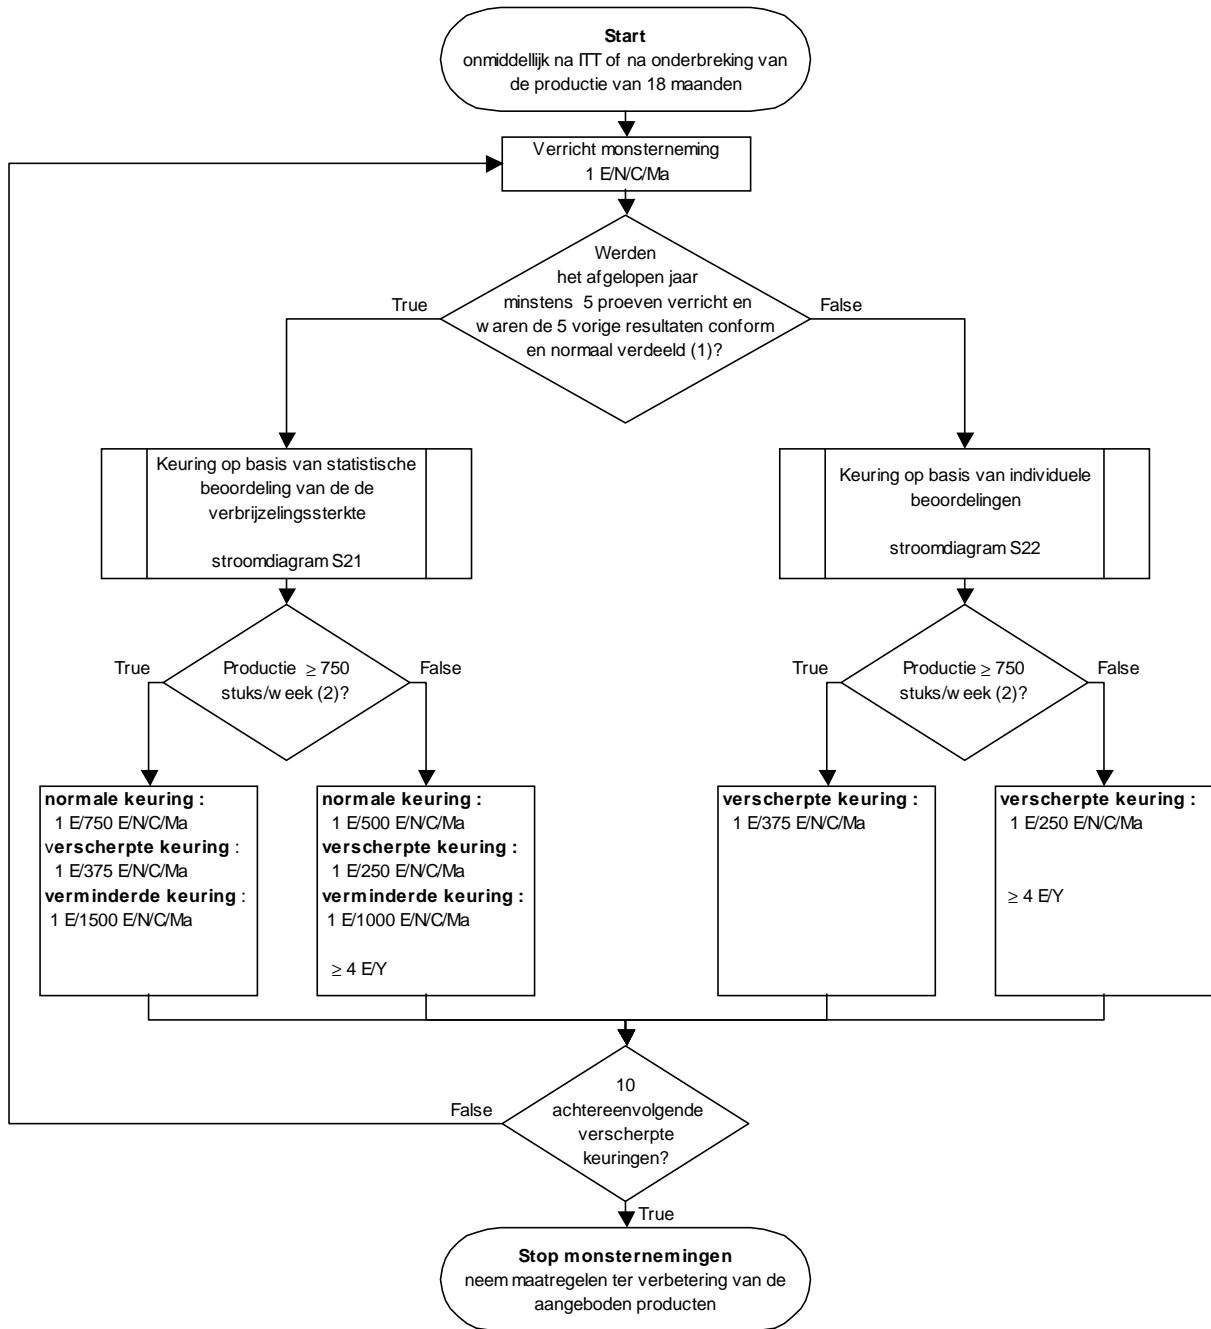 Start
onmiddellijk na ITT of na onderbreking van
de productie van 18 maanden
Verricht monsterneming
1 E/N/C/Ma
Werden
het afgelopen jaar
minstens 5 proeven verricht en
waren de 5 vorige resultaten conform
en normaal verdeeld (1)?
True
False
Keuring op basis van statistische
beoordeling van de de
verbrijzelingssterkte
stroomdiagram S21
Keuring op basis van individuele
beoordelingen
stroomdiagram S22
True
Productie ≥ 750
stuks/week (2)?
False
True
Productie ≥ 750
stuks/week (2)?
False
normale keuring :
1 E/750 E/N/C/Ma
verscherpte keuring :
1 E/375 E/N/C/Ma
verminderde keuring :
1 E/1500 E/N/C/Ma
normale keuring :
1 E/500 E/N/C/Ma
verscherpte keuring :
1 E/250 E/N/C/Ma
verminderde keuring :
1 E/1000 E/N/C/Ma
≥ 4 E/Y
verscherpte keuring :
1 E/375 E/N/C/Ma
verscherpte keuring :
1 E/250 E/N/C/Ma
≥ 4 E/Y
False
10
achtereenvolgende
verscherpte
keuringen?
True
Stop monsternemingen
neem maatregelen ter verbetering van de
aangeboden producten